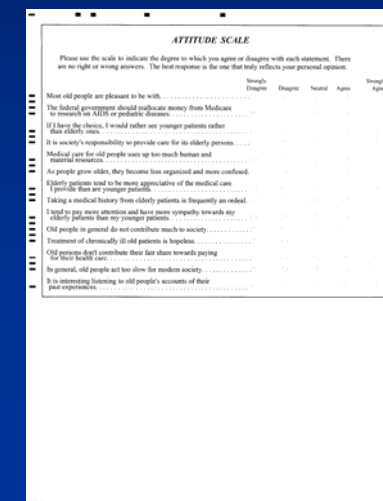 ATTITUDE SCALE
Please use the scale to indicate the degree to which you agree or disagree with each statement. There
are no right or wrong answers. The best response is the one that truly reflects your personal opinion.
Strongly Strongly
Disagree Disagree Neutral Agree Agree
Most old people are pleasant to be with.
The federal government should reallocate money from Medicare
to research on AIDS or pediatric diseases.
If I have the choice, I would rather see younger patients rather
than elderly ones.
It is society's responsibility to provide care for its elderly persons.
Medical care for old people uses up too much human and
material resources.
As people grow older, they become less organized and more confused.
Elderly patients tend to be more appreciative of the medical care
I provide than are younger patients.
Taking a medical history from elderly patients is frequently an ordeal.
I tend to pay more attention and have more sympathy towards my
elderly patients than my younger patients.
Old people in general do not contribute much to society.
Treatment of chronically ill old patients is hopeless.
Old persons don't contribute their fair share towards paying
for their health care.
In general, old people act too slow for modern society.
It is interesting listening to old people's accounts of their
past experiences.